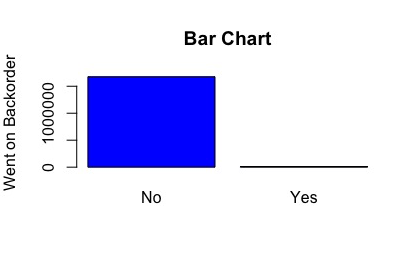 Bar Chart
Went on Backorder
1000000
0
No
Yes